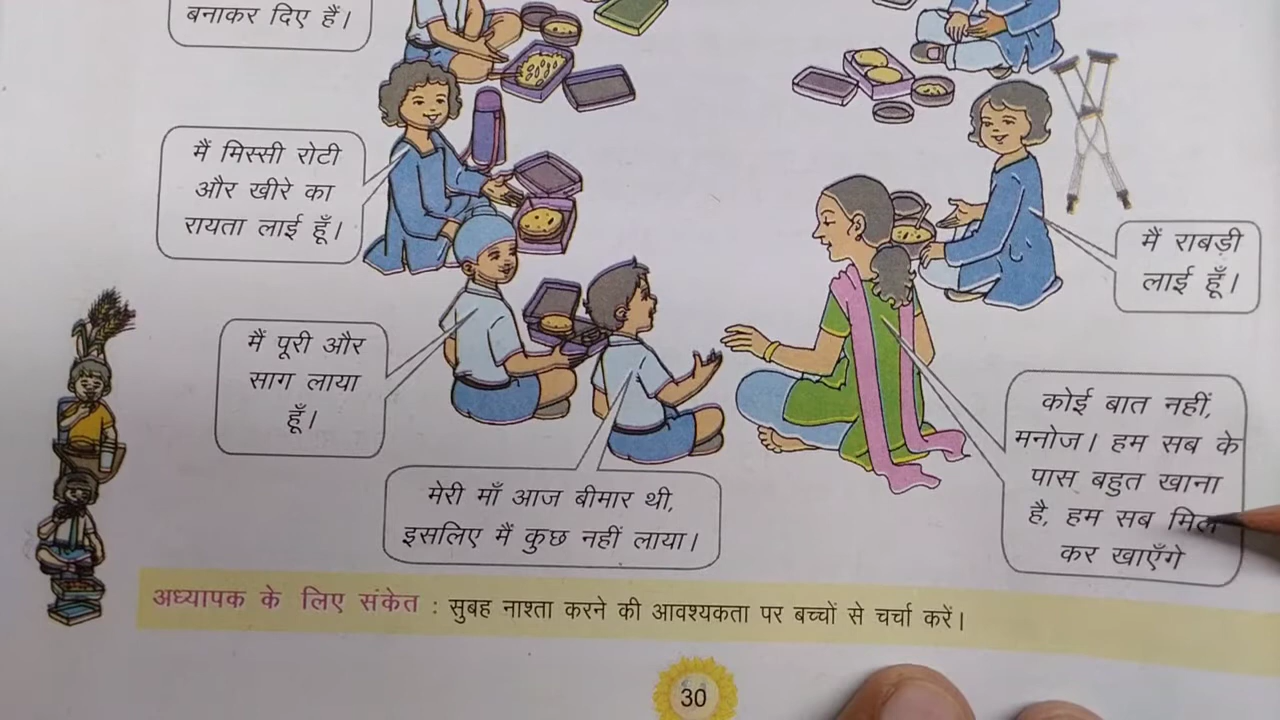 बनाकर दिए हैं।
मैं मिस्सी रोटी
और खीरे का
रायता लाई हूँ।
मैं राबड़ी
लाई हूँ।
मैं पूरी और
साग लाया
हूँ।
मेरी माँ आज बीमार थी,
इसलिए मैं कुछ नहीं लाया।
कोई बात नहीं,
मनोज। हम सब के
पास बहुत खाना
है, हम सब मिल
कर खाएँगे
अध्यापक के लिए संकेत : सुबह नाश्ता करने की आवश्यकता पर बच्चों से चर्चा करें।
30